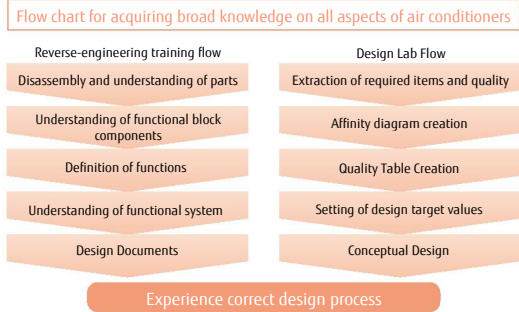 Flow chart for acquiring broad knowledge on all aspects of air conditioners
Reverse-engineering training flow
Disassembly and understanding of parts
Understanding of functional block
components
Definition of functions
Understanding of functional system
Design Documents
Design Lab Flow
Extraction of required items and quality
Affinity diagram creation
Quality Table Creation
Setting of design target values
Conceptual Design
Experience correct design process